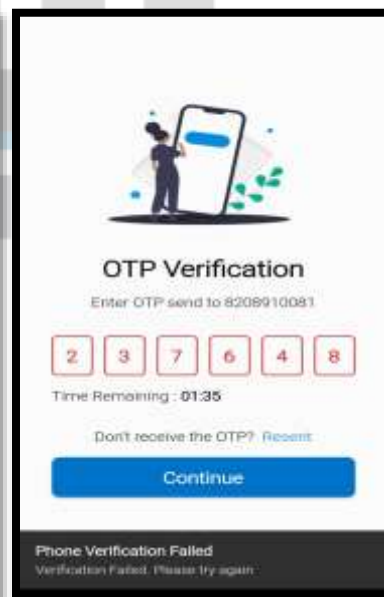 OTP Verification
Enter OTP send to 8208910081
2 3 7 6 4 8
Time Remaining : 01:35
Don't receive the OTP? Resent
Continue
Phone Verification Failed
Verification Failed. Please try again